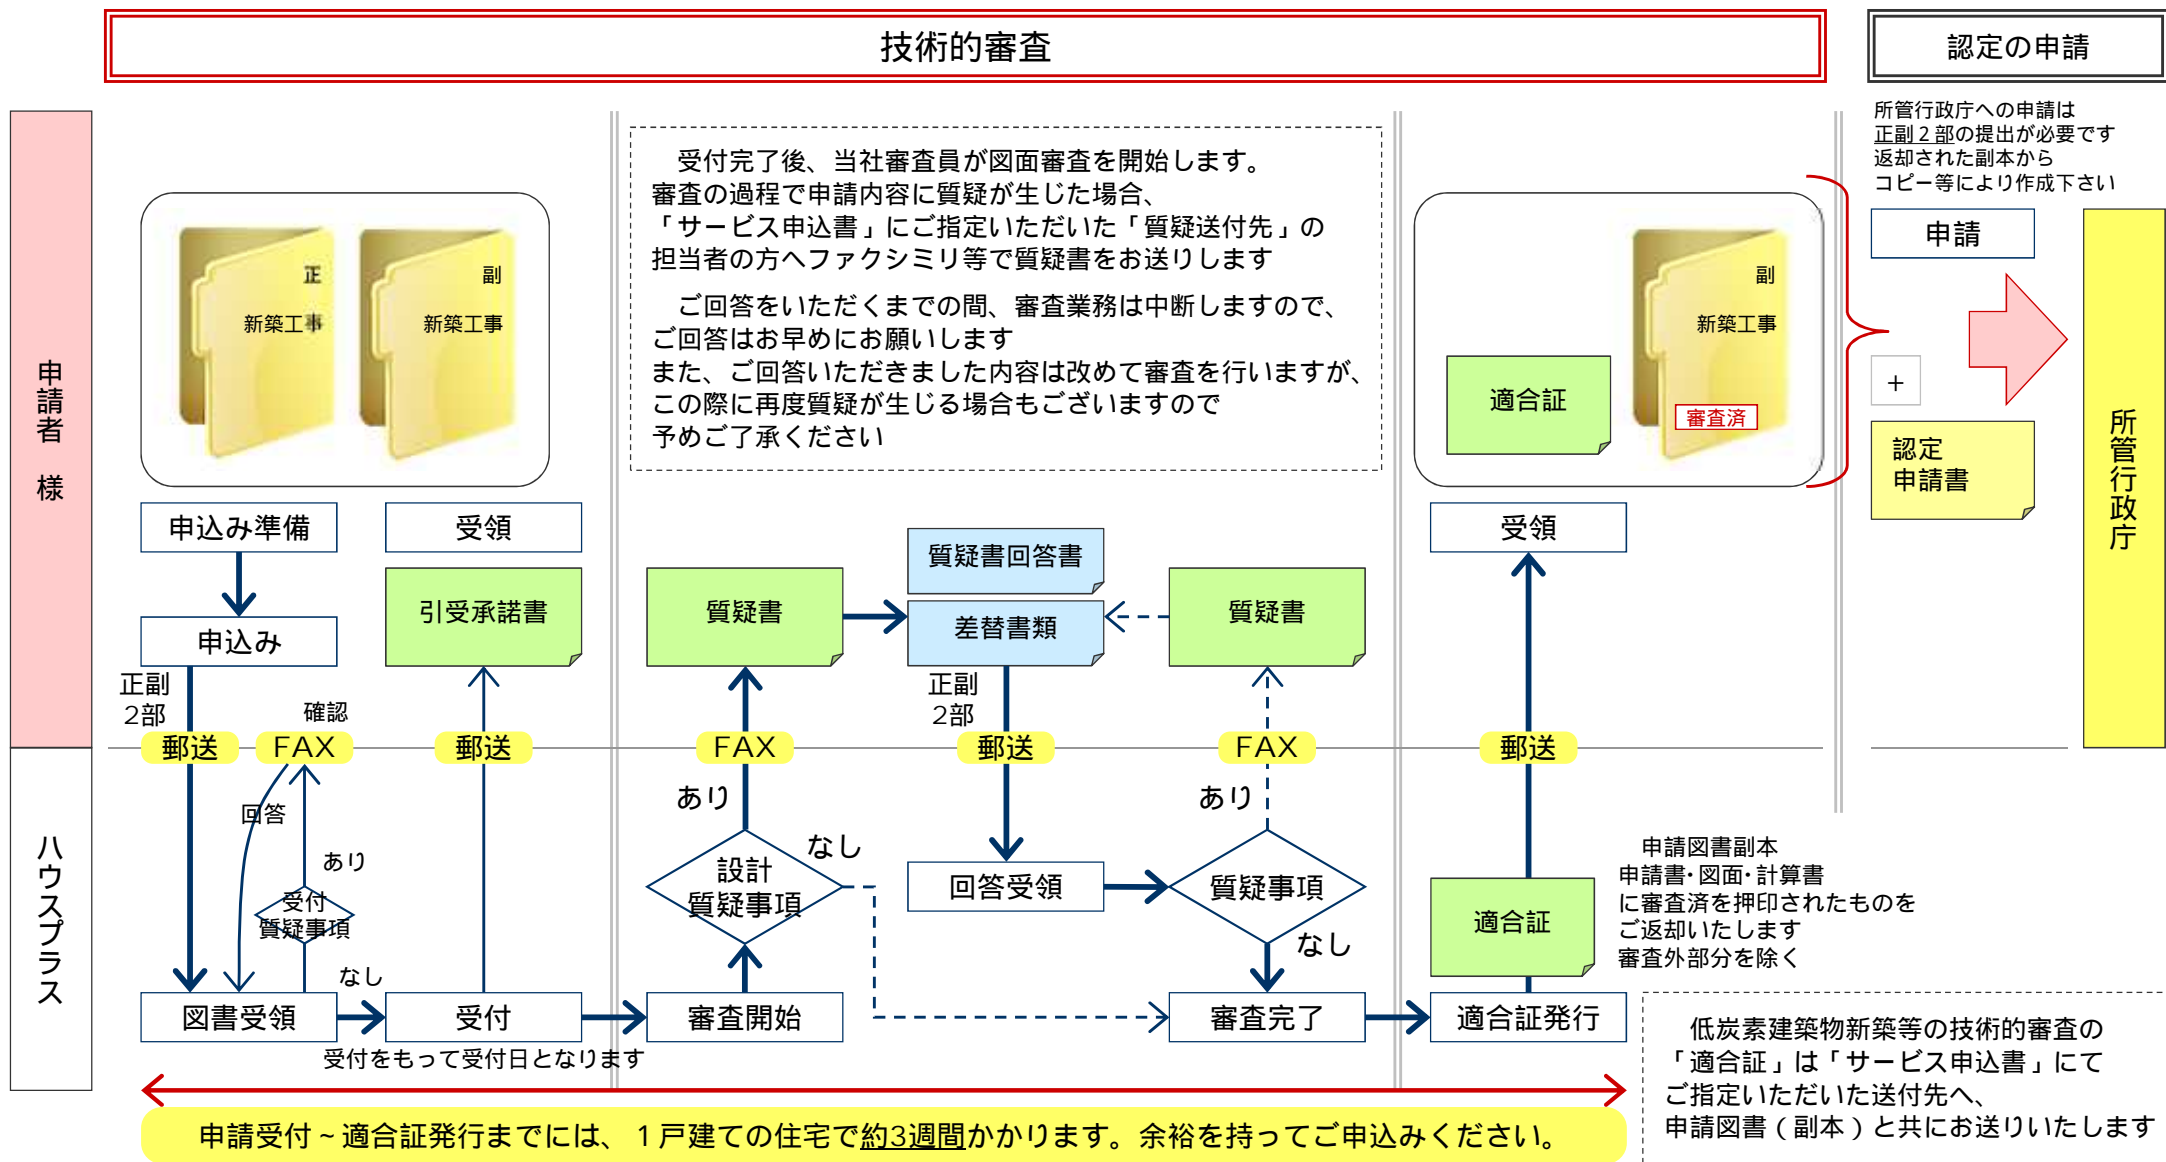 技術的審査
認定の申請
申請者 様
ハウスプラス
正
新築工事
副
新築工事
申込み準備
申込み
正副
2部
郵送
FAX
確認
回答
あり
受付
質疑事項
なし
図書受領
受領
引受承諾書
郵送
受付
受付をもって受付日となります
受付完了後、当社審査員が図面審査を開始します。
審査の過程で申請内容に質疑が生じた場合、
「サービス申込書」にご指定いただいた「質疑送付先」の
担当者の方へファクシミリ等で質疑書をお送りします
ご回答をいただくまでの間、審査業務は中断しますので、
ご回答はお早めにお願いします
また、ご回答いただきました内容は改めて審査を行いますが、
この際に再度質疑が生じる場合もございますので
予めご了承ください
質疑書
FAX
あり
設計
質疑事項
なし
審査開始
質疑書回答書
差替書類
正副
2部
郵送
回答受領
質疑書
FAX
あり
質疑事項
なし
審査完了
適合証
副
新築工事
審査済
受領
郵送
適合証
適合証発行
申請図書副本
申請書・図面・計算書
に審査済を押印されたものを
ご返却いたします
審査外部分を除く
所管行政庁への申請は
正副2部の提出が必要です
返却された副本から
コピー等により作成下さい
申請
+
認定
申請書
所管行政庁
低炭素建築物新築等の技術的審査の
「適合証」は「サービス申込書」にて
ご指定いただいた送付先へ、
申請図書(副本)と共にお送りいたします
申請受付~適合証発行までには、1戸建ての住宅で約3週間かかります。余裕を持ってご申込みください。